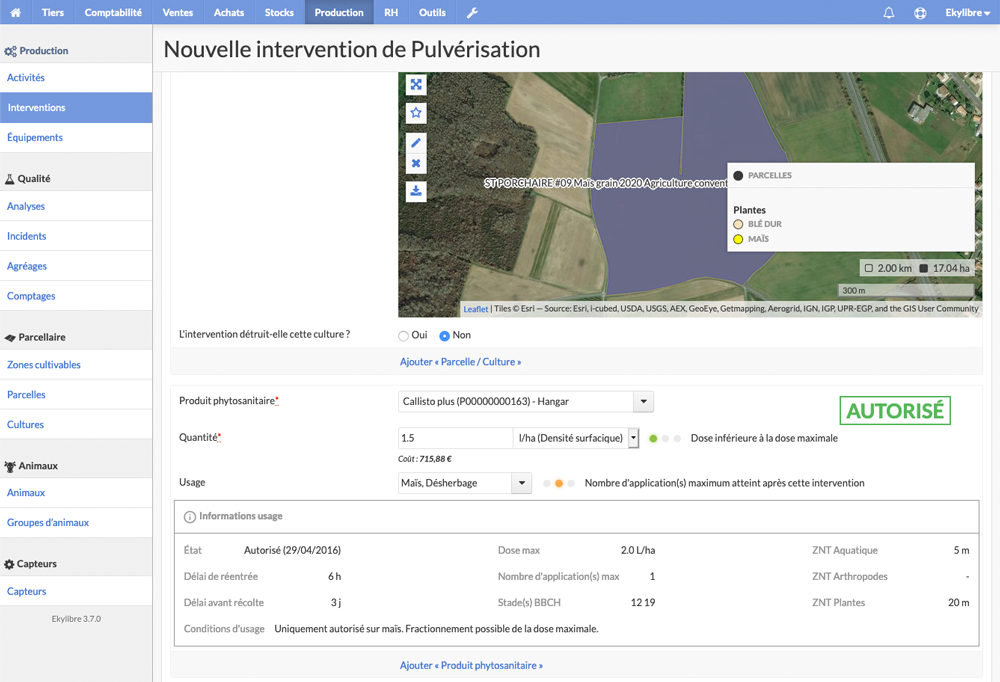 Tiers Comptabilité Ventes Achats Stocks Production RH Outils Ekylibre
Production
Activités
Interventions
Équipements
Qualité
Analyses
Incidents
Agréages
Comptages
Parcellaire
Zones cultivables
Parcelles
Cultures
Animaux
Animaux
Groupes d'animaux
Capteurs
Capteurs
Ekylibre 3.7.0
Nouvelle intervention de Pulvérisation
ST PORCHAIRE #09 Maïs grain 2020 Agriculture convent
PARCELLES
Plantes
BLÉ DUR
MAÏS
2.00 km 17.04 ha
300 m
Leaflet | Tiles © Esri — Source: Esri, i-cubed, USDA, USGS, AEX, GeoEye, Getmapping, Aerogrid, IGN, IGP, UPR-EGP, and the GIS User Community
L'intervention détruit-elle cette culture ? Oui Non
Ajouter « Parcelle / Culture »
Produit phytosanitaire* Callisto plus (P00000000163) - Hangar
AUTORISÉ
Quantité* 1.5 l/ha (Densité surfacique) Dose inférieure à la dose maximale
Coût : 715,88 €
Usage Maïs, Désherbage Nombre d'application(s) maximum atteint après cette intervention
Informations usage
État Autorisé (29/04/2016) Dose max 2.0 L/ha ZNT Aquatique 5 m
Délai de réentrée 6 h Nombre d'application(s) max 1 ZNT Arthropodes -
Délai avant récolte 3 j Stade(s) BBCH 12 19 ZNT Plantes 20 m
Conditions d'usage Uniquement autorisé sur maïs. Fractionnement possible de la dose maximale.
Ajouter « Produit phytosanitaire »